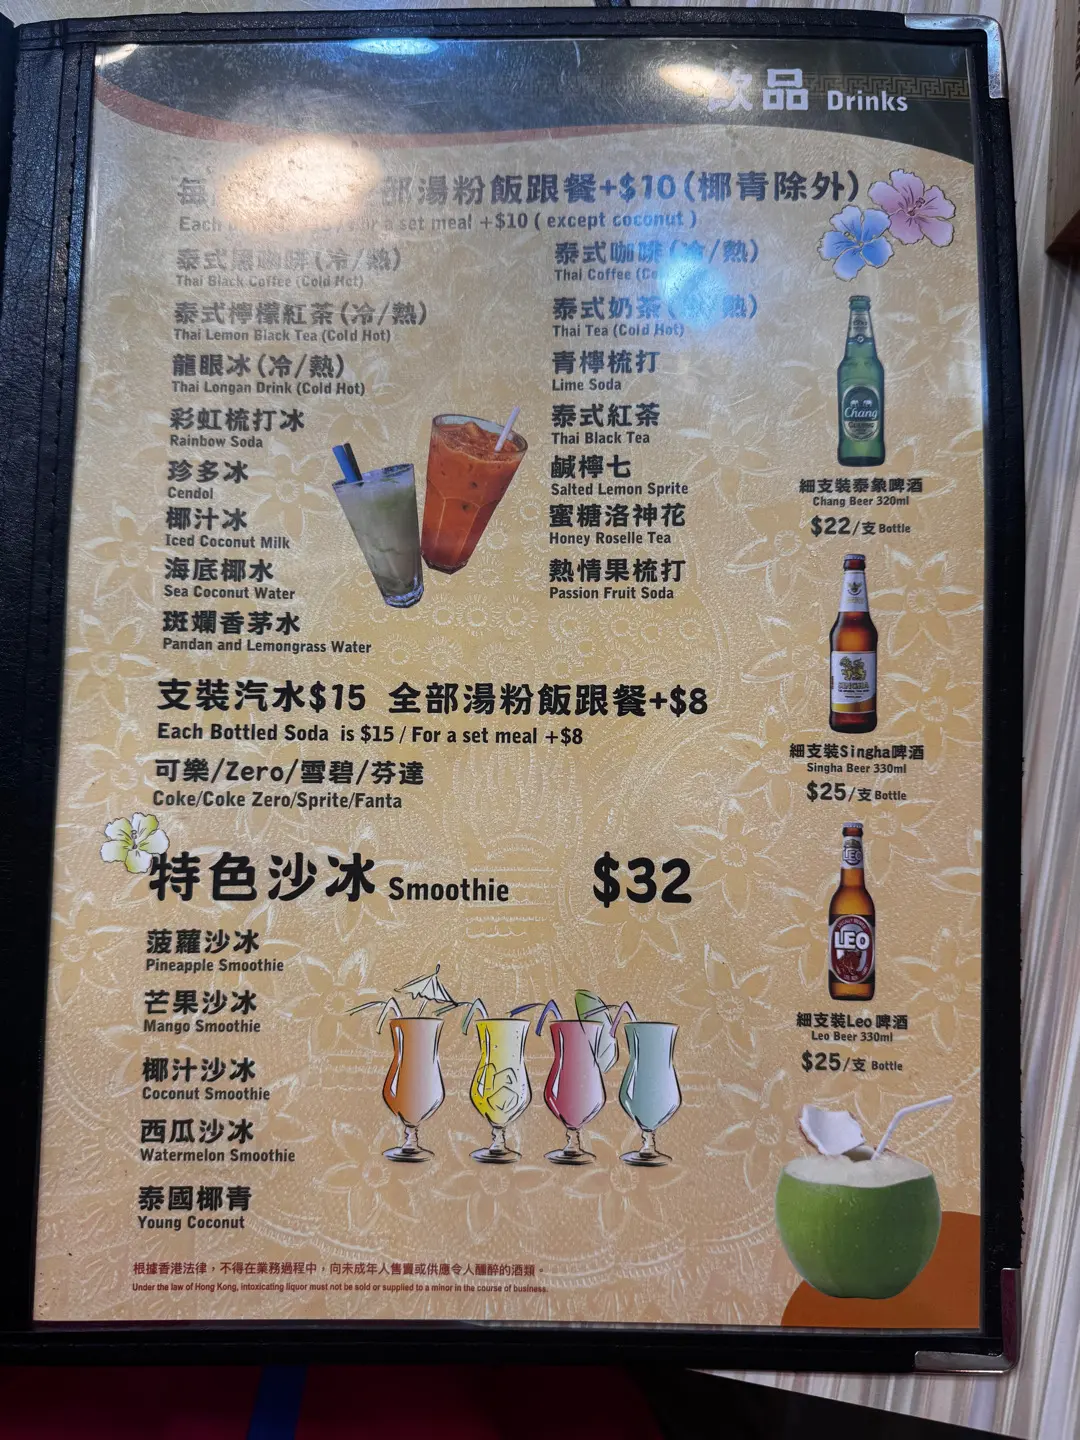 飲品 Drinks
每 部湯粉飯跟餐+$10(椰青除外)
Each for a set meal +$10 ( except coconut )
泰式黑咖啡(冷/熱)
Thai Black Coffee (Cold Hot)
泰式檸檬紅茶(冷/熱)
Thai Lemon Black Tea (Cold Hot)
龍眼冰(冷/熱)
Thai Longan Drink (Cold Hot)
彩虹梳打冰
Rainbow Soda
珍多冰
Cendol
椰汁冰
Iced Coconut Milk
海底椰水
Sea Coconut Water
斑斕香茅水
Pandan and Lemongrass Water
泰式咖啡(冷/熱)
Thai Coffee (Co
泰式奶茶(冷/熱)
Thai Tea (Cold Hot)
青檸梳打
Lime Soda
泰式紅茶
Thai Black Tea
鹹檸七
Salted Lemon Sprite
蜜糖洛神花
Honey Roselle Tea
熱情果梳打
Passion Fruit Soda
Chang
細支裝泰象啤酒
Chang Beer 320ml
$22/支 Bottle
SINGHA
細支裝Singha啤酒
Singha Beer 330ml
$25/支 Bottle
LEO
LEO
細支裝Leo 啤酒
Leo Beer 330ml
$25/支 Bottle
支裝汽水$15 全部湯粉飯跟餐+$8
Each Bottled Soda is $15 / For a set meal +$8
可樂/Zero/雪碧/芬達
Coke/Coke Zero/Sprite/Fanta
特色沙冰 Smoothie $32
菠蘿沙冰
Pineapple Smoothie
芒果沙冰
Mango Smoothie
椰汁沙冰
Coconut Smoothie
西瓜沙冰
Watermelon Smoothie
泰國椰青
Young Coconut
根據香港法律，不得在業務過程中，向未成年人售賣或供應令人醺醉的酒類。
Under the law of Hong Kong, intoxicating liquor must not be sold or supplied to a minor in the course of business.